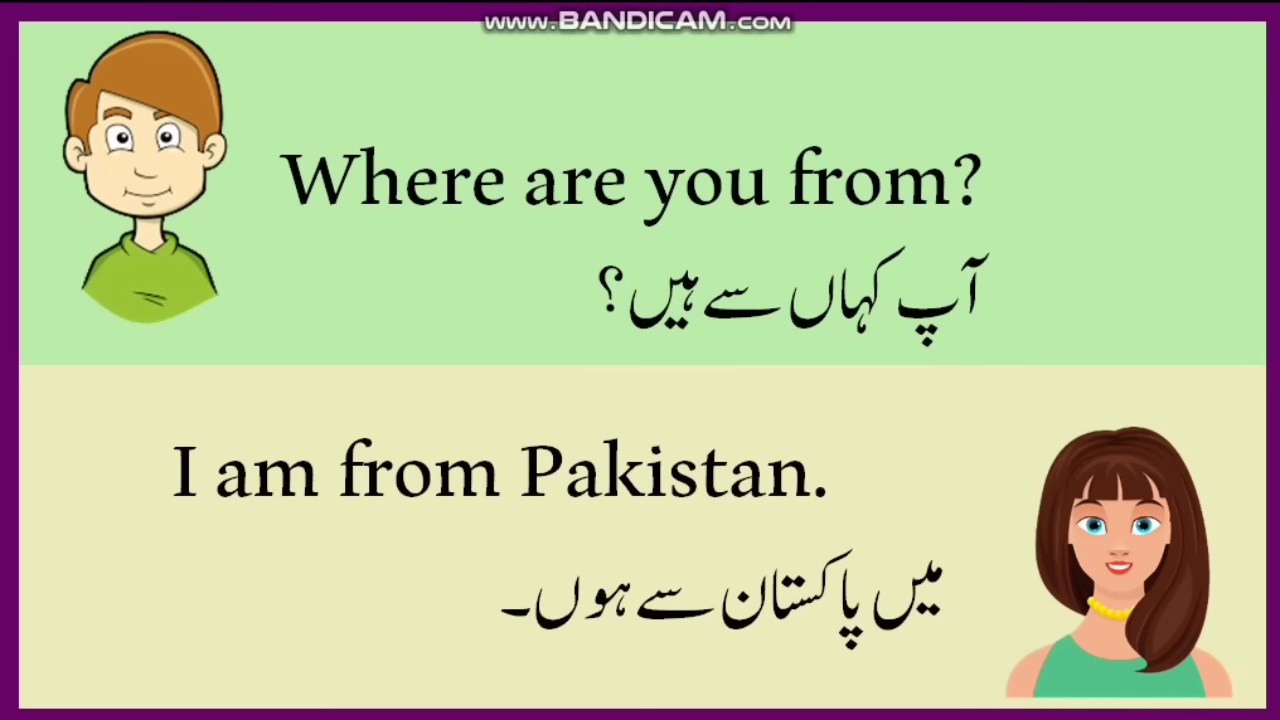 www.BANDICAM.com
Where are you from?
آپ کہاں سے ہیں؟
I am from Pakistan.
میں پاکستان سے ہوں۔